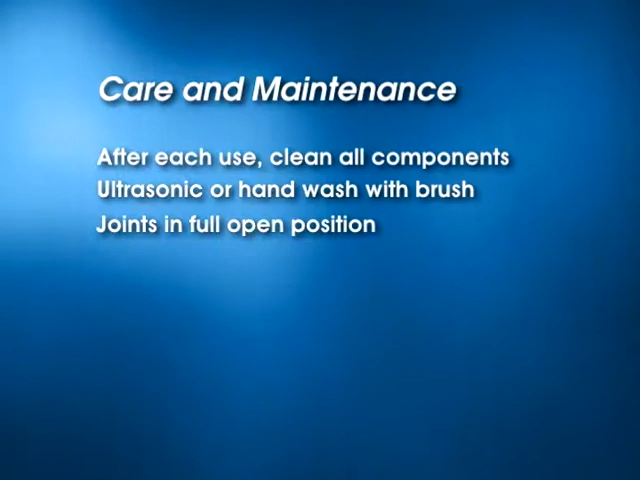 Care and Maintenance
After each use, clean all components
Ultrasonic or hand wash with brush
Joints in full open position